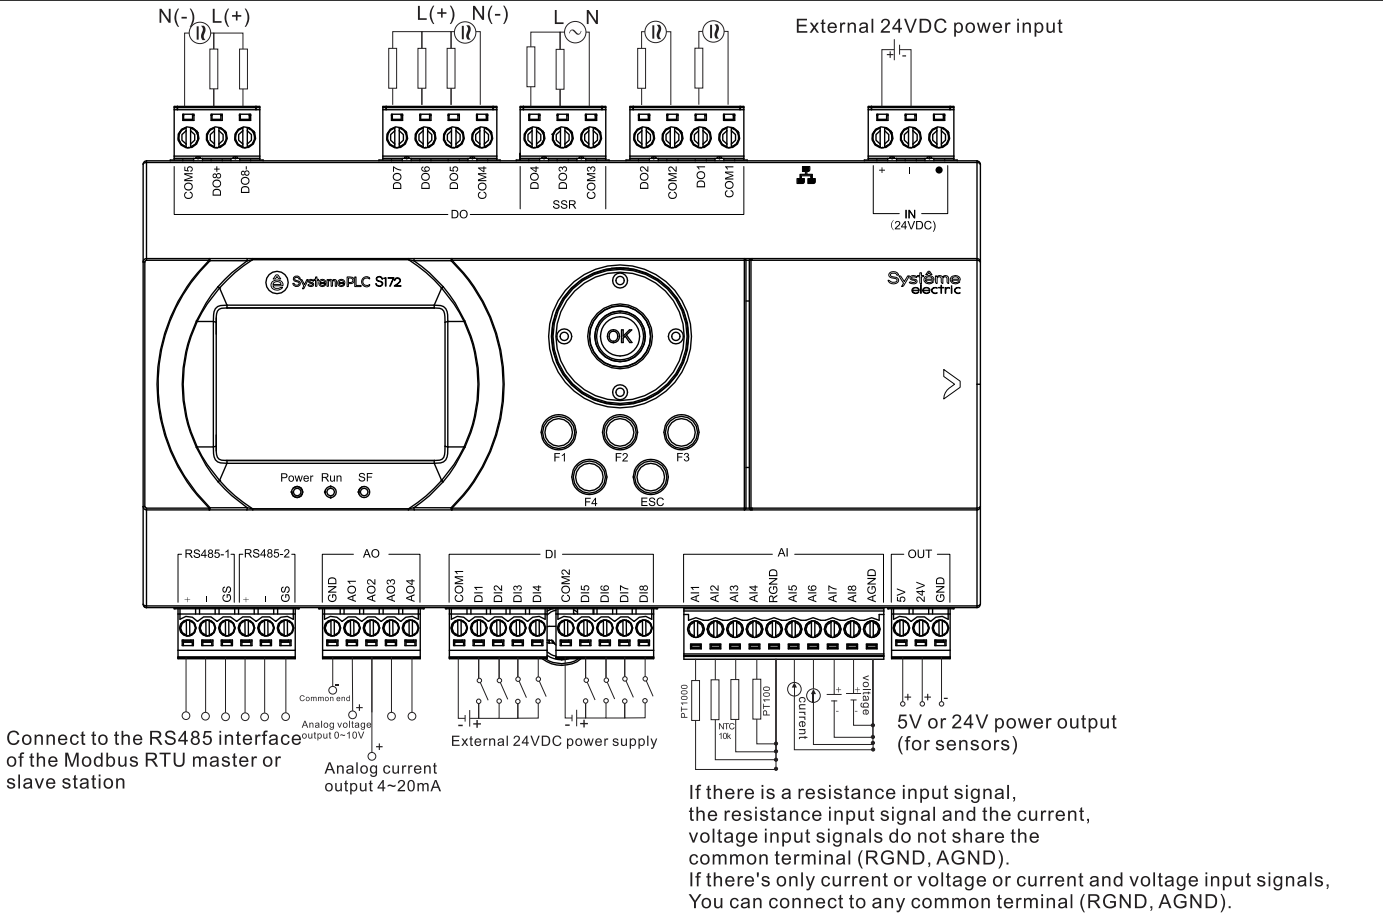 N(-) L(+)
L(+) N(-)
L N
External 24VDC power input
+ -
COM5 DO8+ DO8-
DO7 DO6 DO5 COM4
DO4 DO3 COM3
DO2 COM2 DO1 COM1
+ −
SSR
DO
IN
(24VDC)
SystemePLC S172
Systême
electric
OK
F1 F2 F3
F4 ESC
Power Run SF
RS485-1 RS485-2 AO DI AI OUT
+ − GS + − GS
GND AO1 AO2 AO3 AO4
COM1 DI1 DI2 DI3 DI4 COM2 DI5 DI6 DI7 DI8
AI1 AI2 AI3 AI4 RGND AI5 AI6 AI7 AI8 AGND
5V 24V GND
-
Common end
+
Analog voltage
output 0~10V
+
Analog current
output 4~20mA
- + - +
External 24VDC power supply
PT1000
NTC
10k
PT100
current
+ + voltage
- -
+ + -
5V or 24V power output
(for sensors)
Connect to the RS485 interface
of the Modbus RTU master or
slave station
If there is a resistance input signal,
the resistance input signal and the current,
voltage input signals do not share the
common terminal (RGND, AGND).
If there's only current or voltage or current and voltage input signals,
You can connect to any common terminal (RGND, AGND).